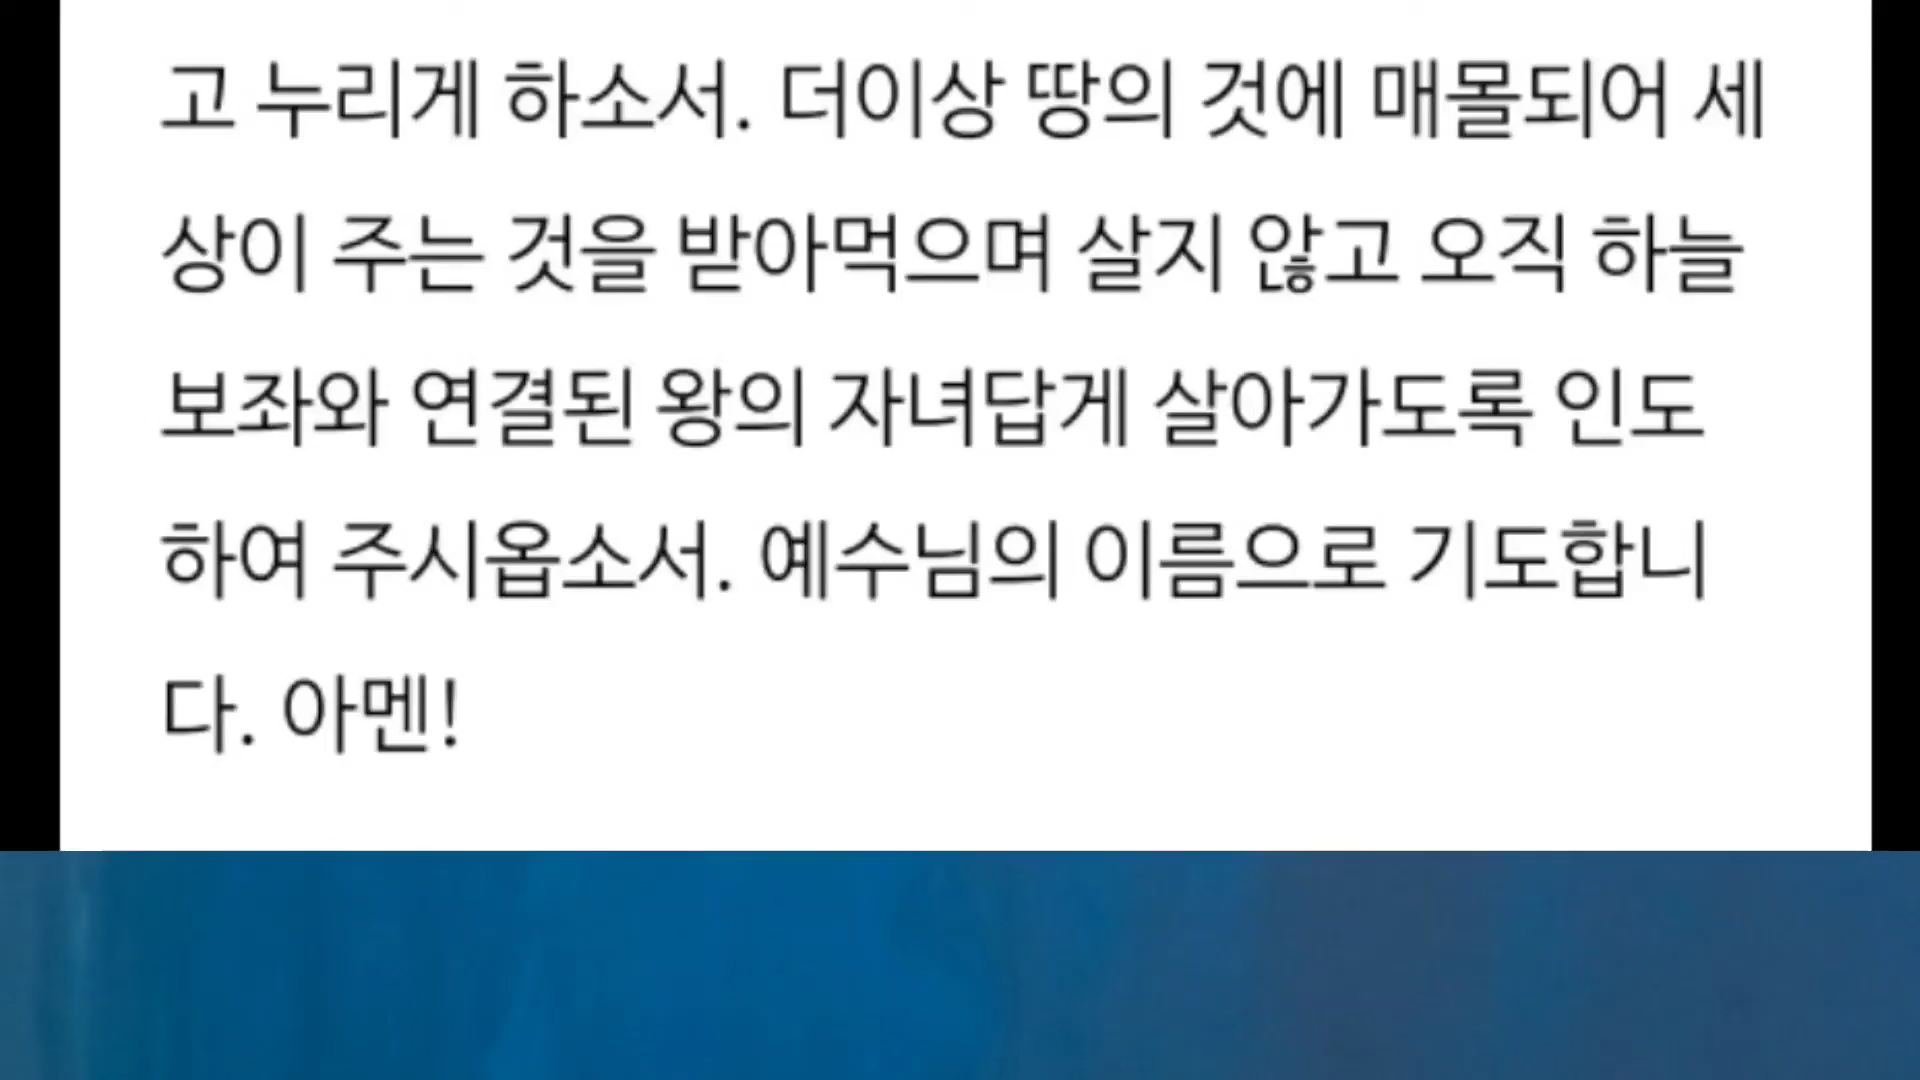 고 누리게 하소서. 더이상 땅의 것에 매몰되어 세
상이 주는 것을 받아먹으며 살지 않고 오직 하늘
보좌와 연결된 왕의 자녀답게 살아가도록 인도
하여 주시옵소서. 예수님의 이름으로 기도합니
다. 아멘!